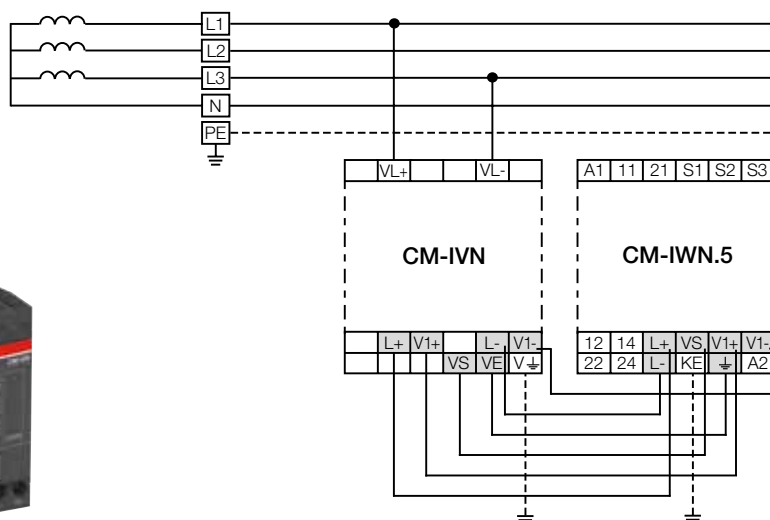 L1
L2
L3
N
PE
VL+ VL-
A1 11 21 S1 S2 S3
CM-IVN
CM-IWN.5
L+ V1+ L- V1-
VS VE V⏚
12 14 L+ VS V1+ V1-
22 24 L- KE ⏚ A2